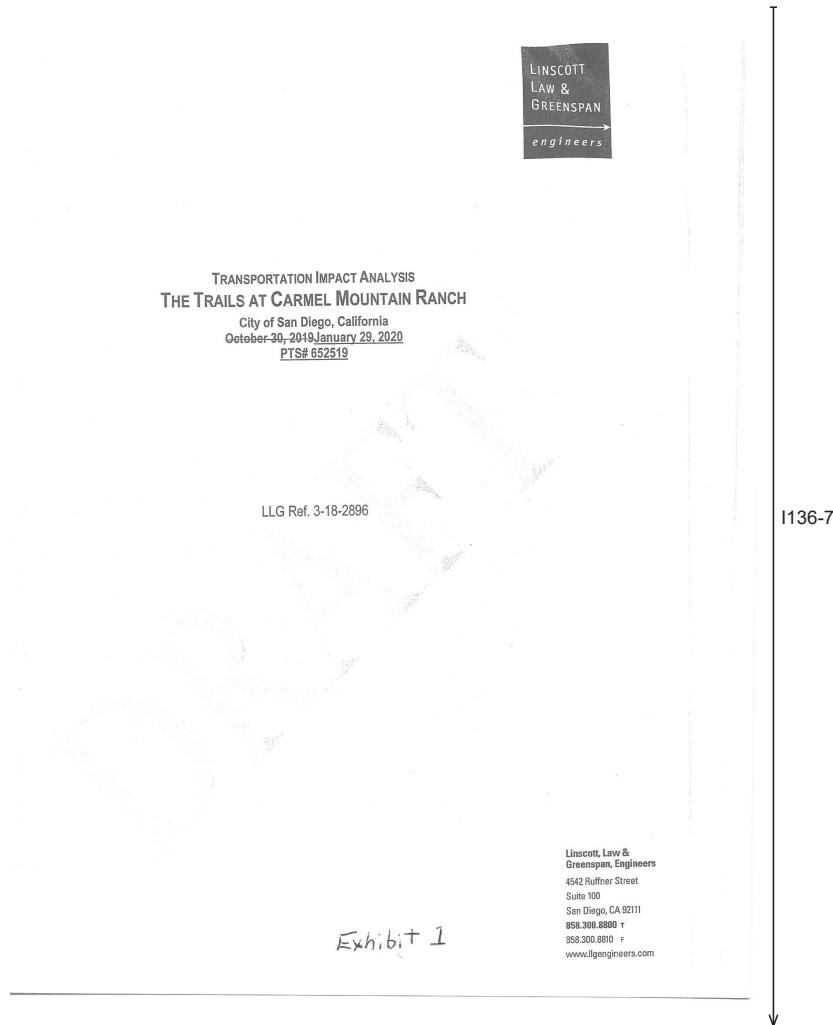 LINSCOTT
LAW &
GREENSPAN
engineers
TRANSPORTATION IMPACT ANALYSIS
THE TRAILS AT CARMEL MOUNTAIN RANCH
City of San Diego, California
October 30, 2019January 29, 2020
PTS# 652519
LLG Ref. 3-18-2896
I136-7
DRAFT
Linscott, Law &
Greenspan, Engineers
4542 Ruffner Street
Suite 100
San Diego, CA 92111
858.300.8800 T
858.300.8810 F
www.llgengineers.com
Exhibit 1